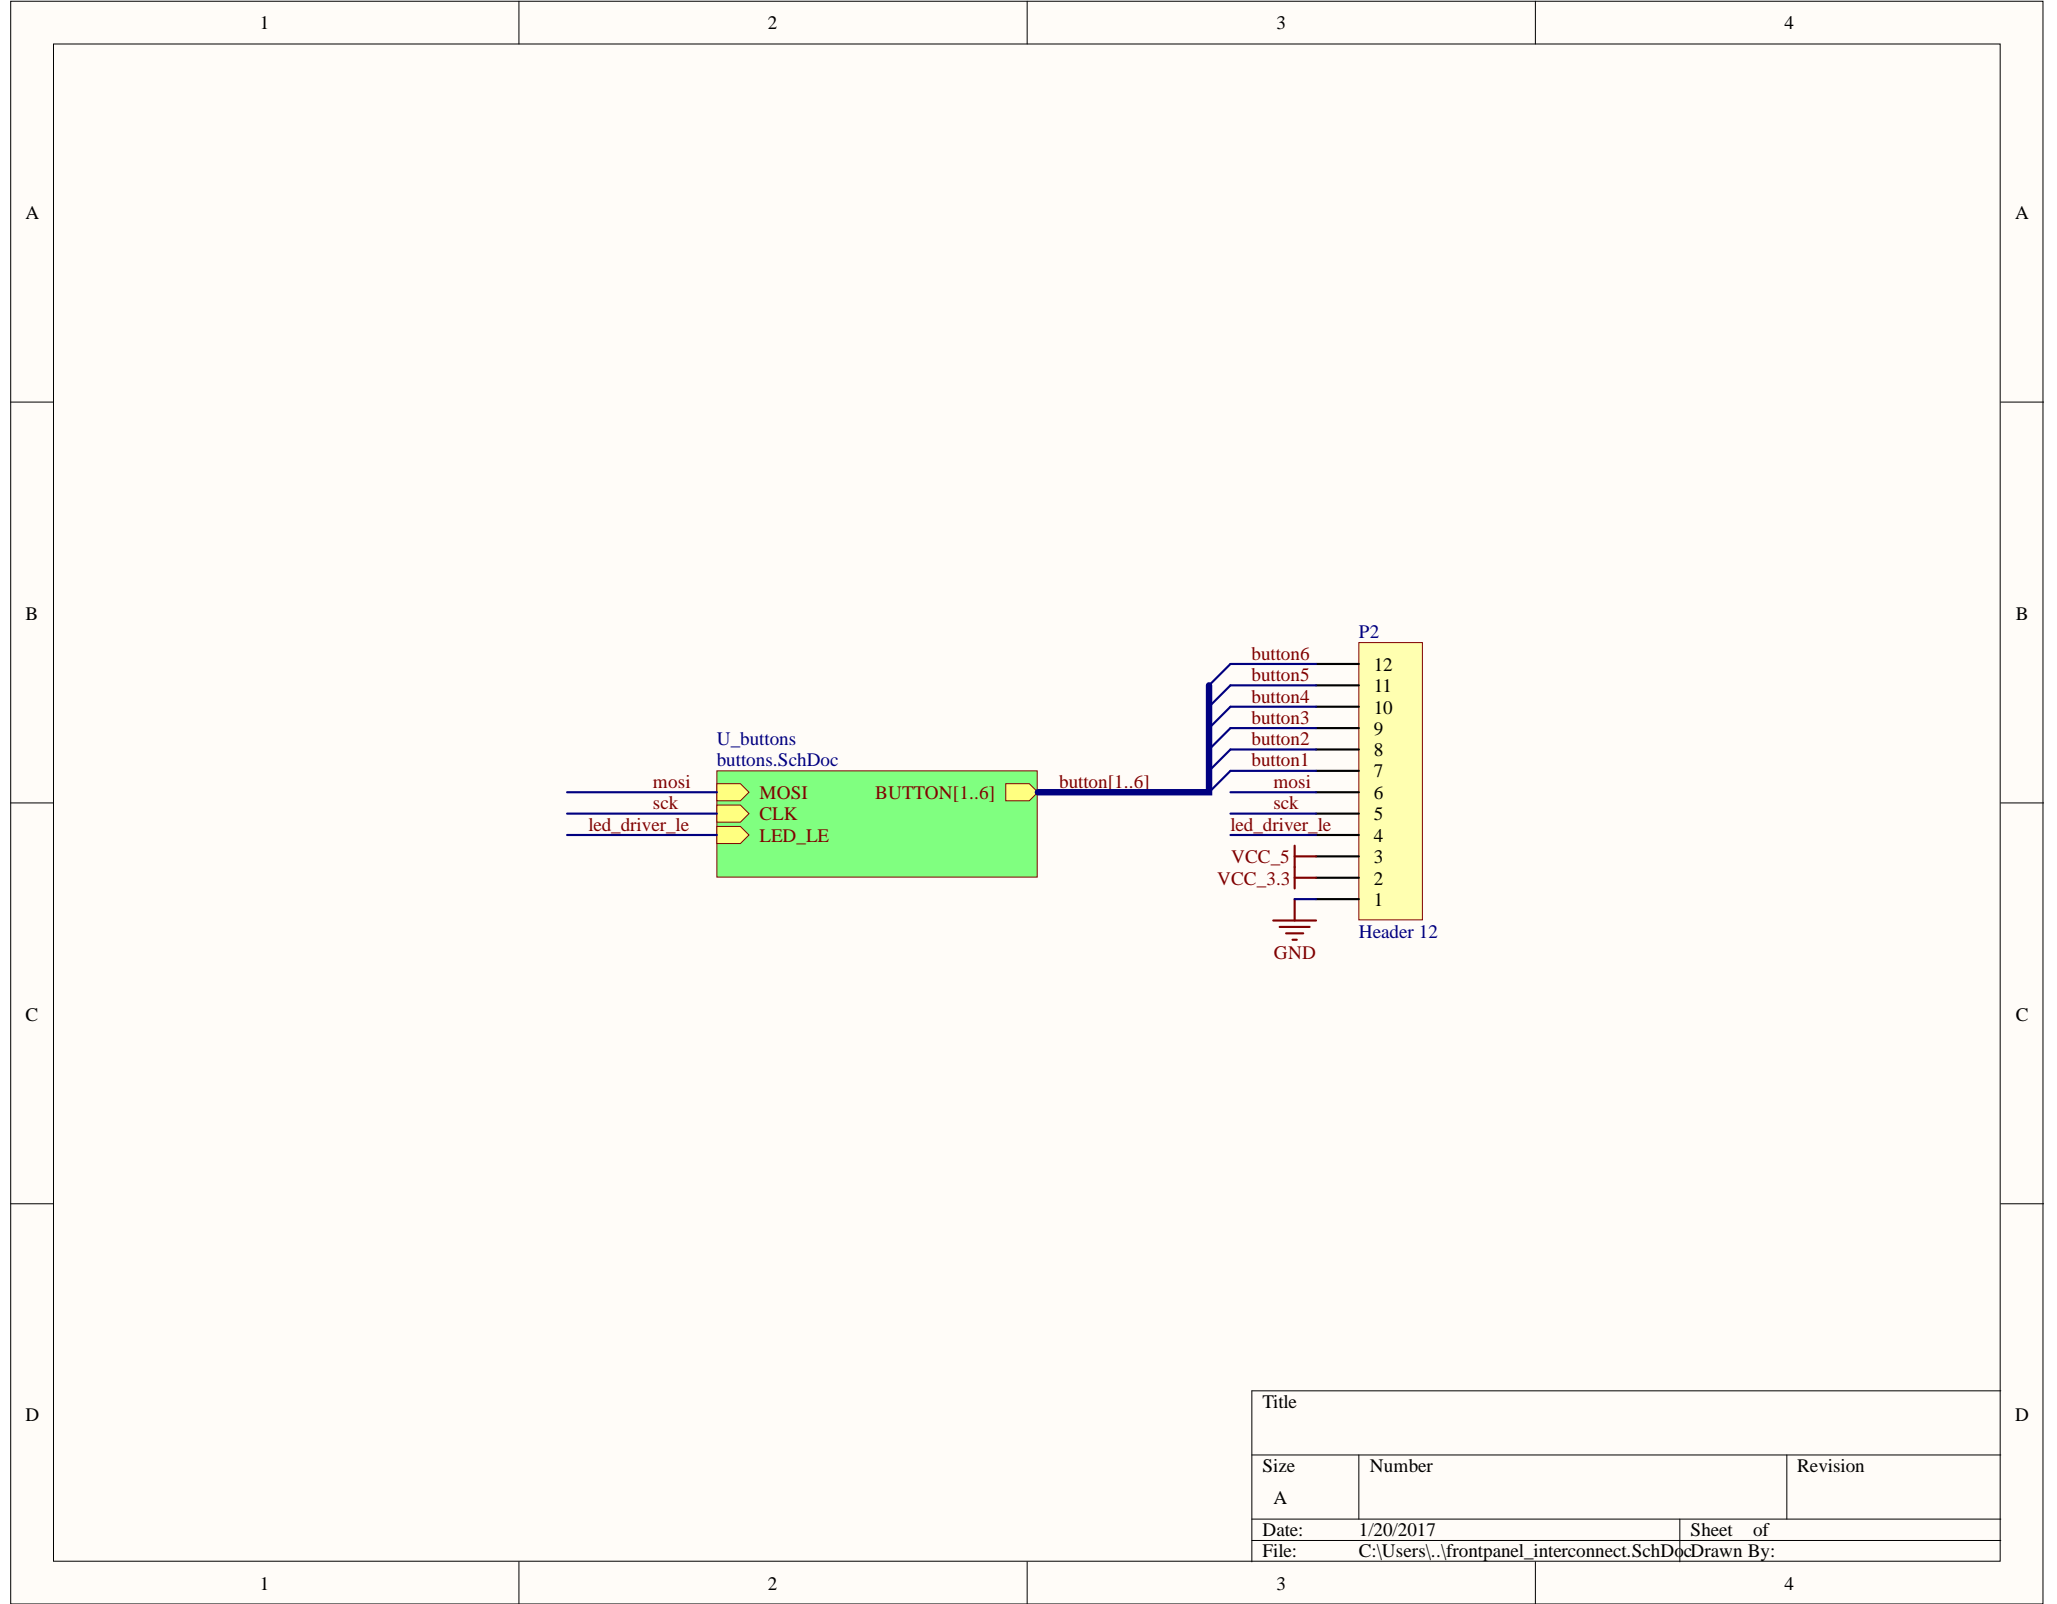 1 2 3 4
A A
B B
C C
D D
U_buttons
buttons.SchDoc
mosi
sck
led_driver_le
MOSI
CLK
LED_LE
BUTTON[1..6]
button[1..6]
P2
button6 12
button5 11
button4 10
button3 9
button2 8
button1 7
mosi 6
sck 5
led_driver_le 4
VCC_5 3
VCC_3.3 2
1
GND
Header 12
Title
Size Number Revision
A
Date: 1/20/2017 Sheet of
File: C:\Users\..\frontpanel_interconnect.SchDoc Drawn By:
1 2 3 4